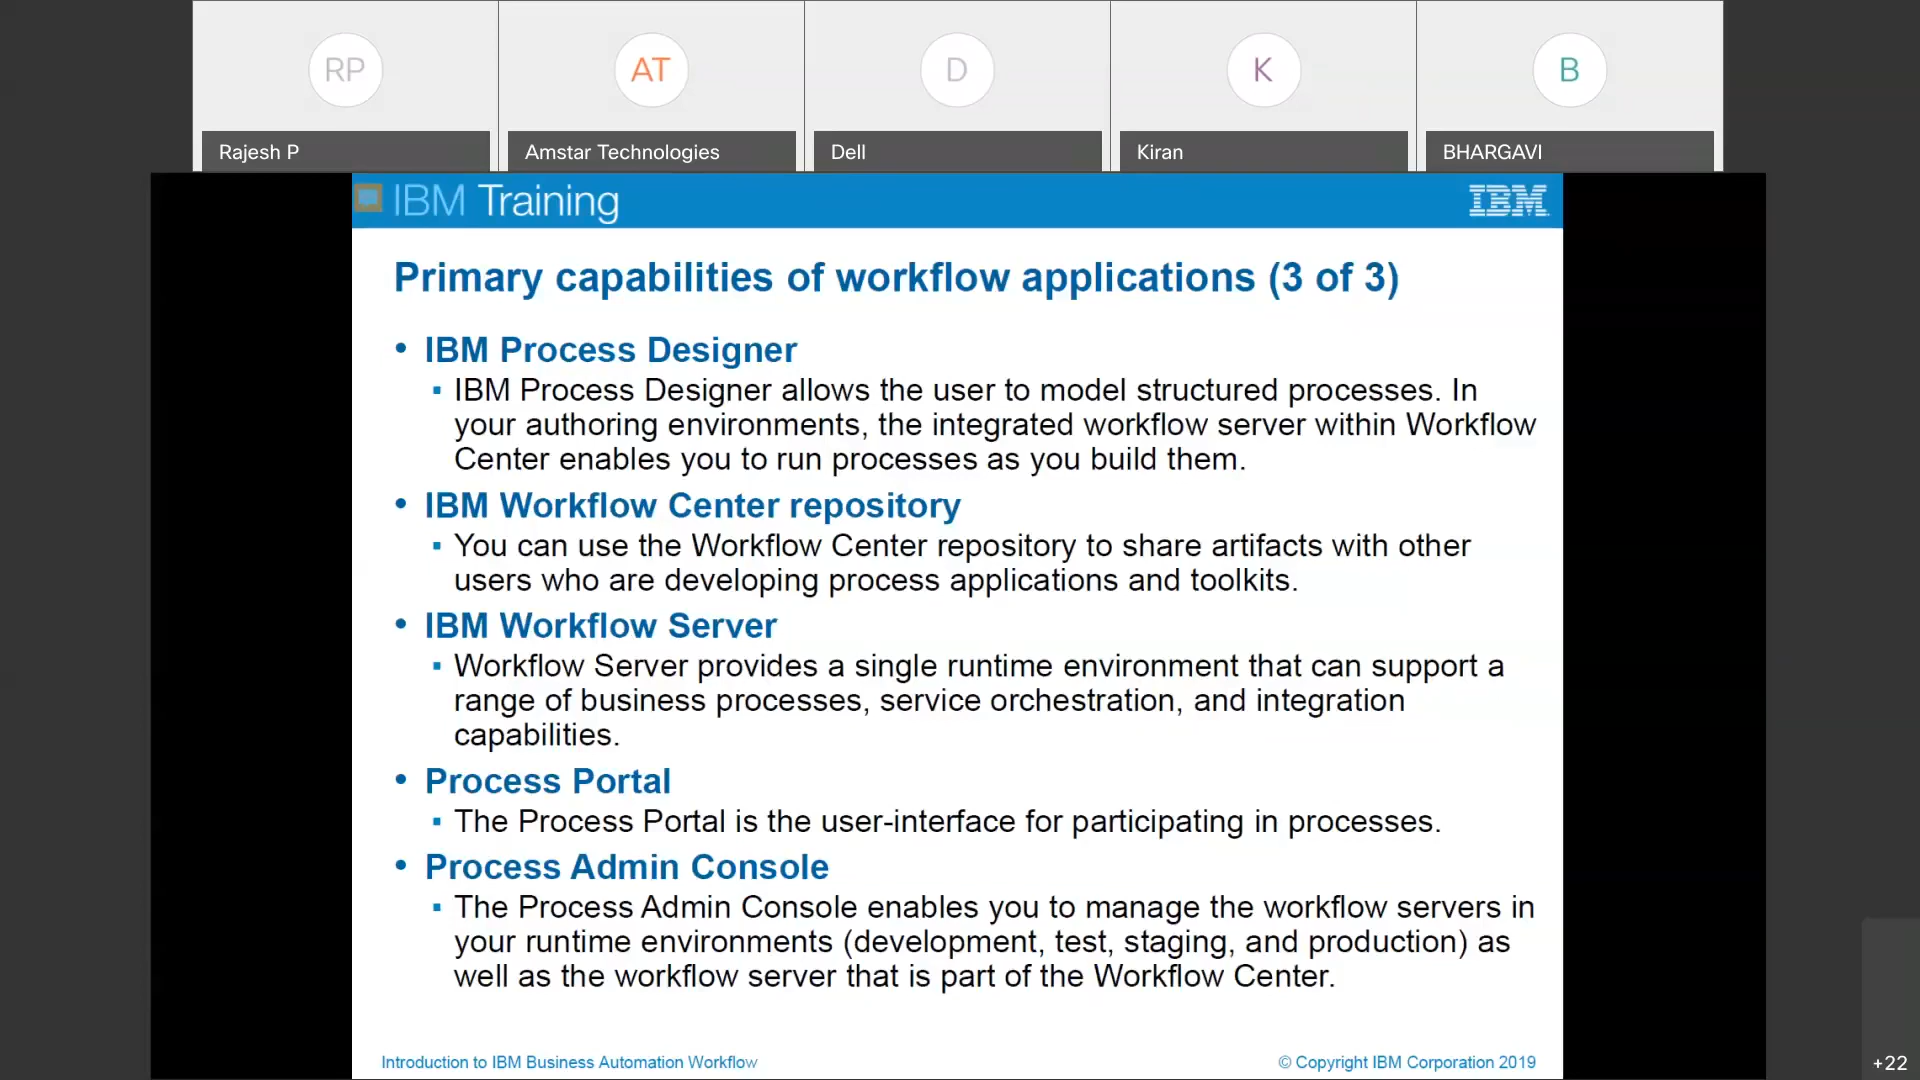 RP
AT
D
K
B
Rajesh P
Amstar Technologies
Dell
Kiran
BHARGAVI
IBM Training
IBM
Primary capabilities of workflow applications (3 of 3)
• IBM Process Designer
▪ IBM Process Designer allows the user to model structured processes. In
your authoring environments, the integrated workflow server within Workflow
Center enables you to run processes as you build them.
• IBM Workflow Center repository
▪ You can use the Workflow Center repository to share artifacts with other
users who are developing process applications and toolkits.
• IBM Workflow Server
▪ Workflow Server provides a single runtime environment that can support a
range of business processes, service orchestration, and integration
capabilities.
• Process Portal
▪ The Process Portal is the user-interface for participating in processes.
• Process Admin Console
▪ The Process Admin Console enables you to manage the workflow servers in
your runtime environments (development, test, staging, and production) as
well as the workflow server that is part of the Workflow Center.
Introduction to IBM Business Automation Workflow
© Copyright IBM Corporation 2019
+22